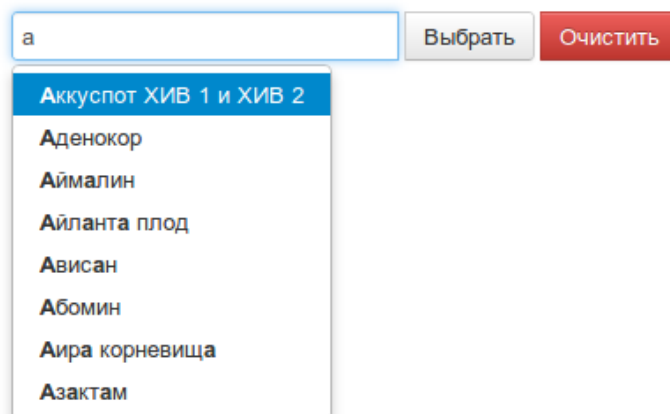 а Выбрать Очистить
Аккуспот ХИВ 1 и ХИВ 2
Аденокор
Аймалин
Айланта плод
Ависан
Абомин
Аира корневища
Азактам